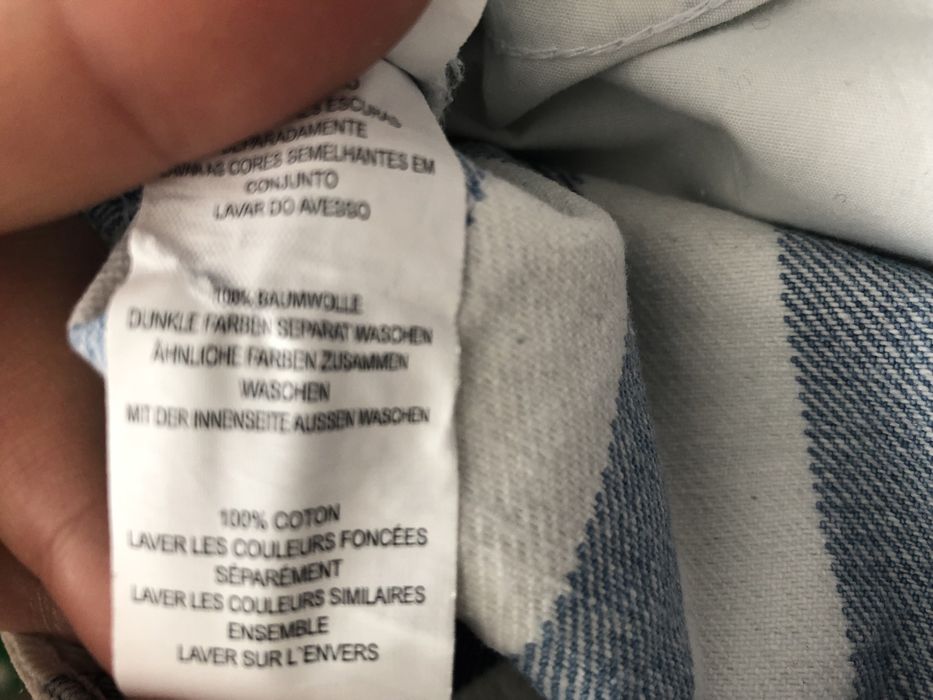 ESCURAS
SEPARADAMENTE
AS CORES SEMELHANTES EM
CONJUNTO
LAVAR DO AVESSO
100% BAUMWOLLE
DUNKLE FARBEN SEPARAT WASCHEN
ÄHNLICHE FARBEN ZUSAMMEN
WASCHEN
MIT DER INNENSEITE AUSSEN WASCHEN
100% COTON
LAVER LES COULEURS FONCÉES
SÉPARÉMENT
LAVER LES COULEURS SIMILAIRES
ENSEMBLE
LAVER SUR L`ENVERS